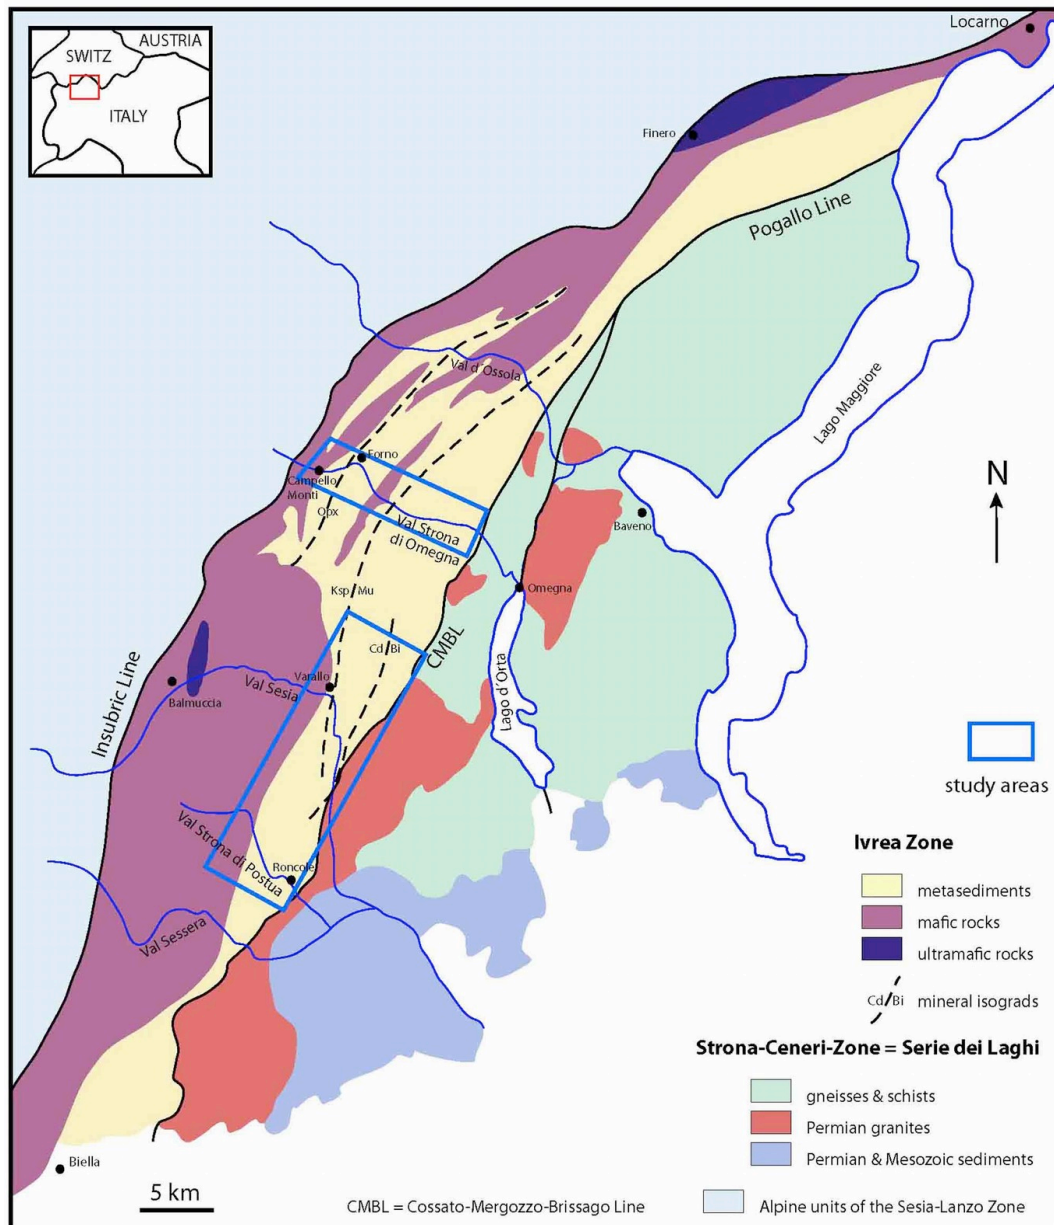 Locarno
AUSTRIA
SWITZ
ITALY
Finero
Pogallo Line
Val d'Ossola
Lago Maggiore
Forno
Campello
Monti
N
Opx
Val Strona
di Omegna
Baveno
Ksp Mu
Omegna
Cd Bi
CMBL
Insubric Line
Varallo
Val Sesia
Balmuccia
Lago d'Orta
study areas
Val Strona di Postua
Roncole
Ivrea Zone
metasediments
mafic rocks
Val Sessera
ultramafic rocks
Cd Bi mineral isograds
Strona-Ceneri-Zone = Serie dei Laghi
gneisses & schists
Permian granites
Permian & Mesozoic sediments
Biella
5 km
CMBL = Cossato-Mergozzo-Brissago Line
Alpine units of the Sesia-Lanzo Zone